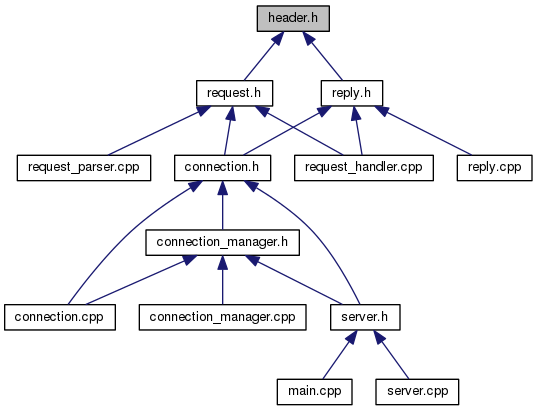 header.h
request.h
reply.h
request_parser.cpp
connection.h
request_handler.cpp
reply.cpp
connection_manager.h
connection.cpp
connection_manager.cpp
server.h
main.cpp
server.cpp